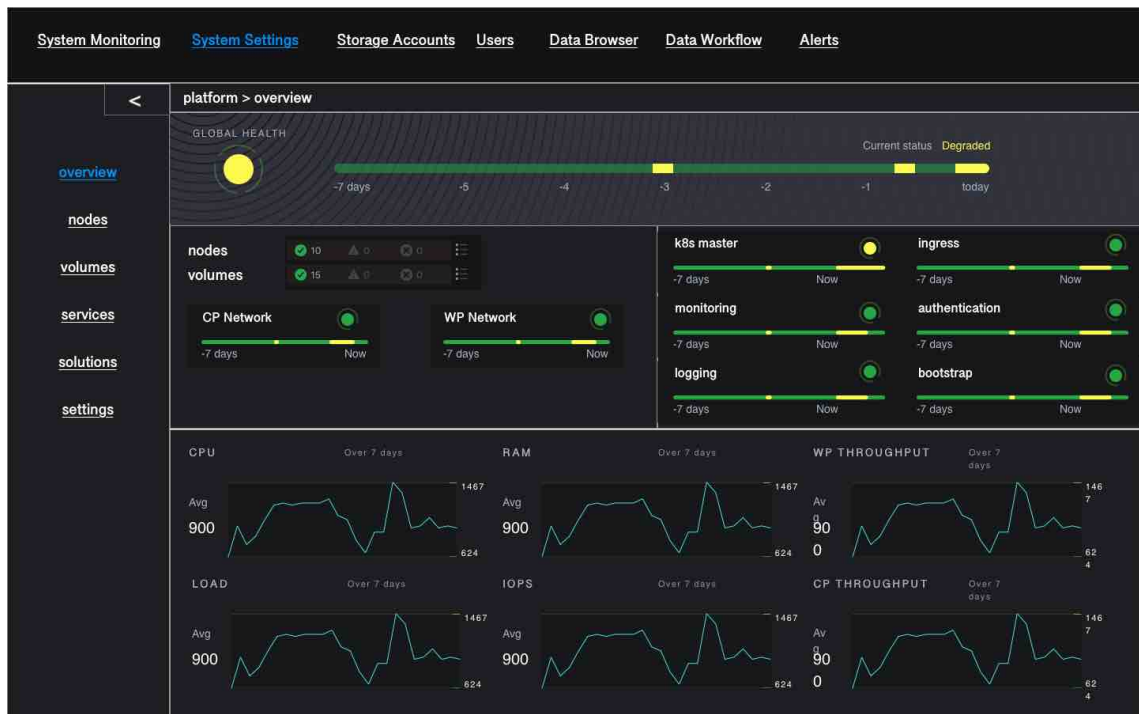 System Monitoring System Settings Storage Accounts Users Data Browser Data Workflow Alerts
< platform > overview
overview
nodes
volumes
services
solutions
settings
GLOBAL HEALTH
Current status Degraded
-7 days -5 -4 -3 -2 -1 today
nodes 10 0 0
volumes 15 0 0
CP Network
-7 days Now
WP Network
-7 days Now
k8s master
-7 days Now
ingress
-7 days Now
monitoring
-7 days Now
authentication
-7 days Now
logging
-7 days Now
bootstrap
-7 days Now
CPU Over 7 days
1467
Avg
900
624
RAM Over 7 days
1467
Avg
900
624
WP THROUGHPUT Over 7
days
146
7
Av
g
90
0
62
4
LOAD Over 7 days
1467
Avg
900
624
IOPS Over 7 days
1467
Avg
900
624
CP THROUGHPUT Over 7
days
146
7
Av
g
90
0
62
4